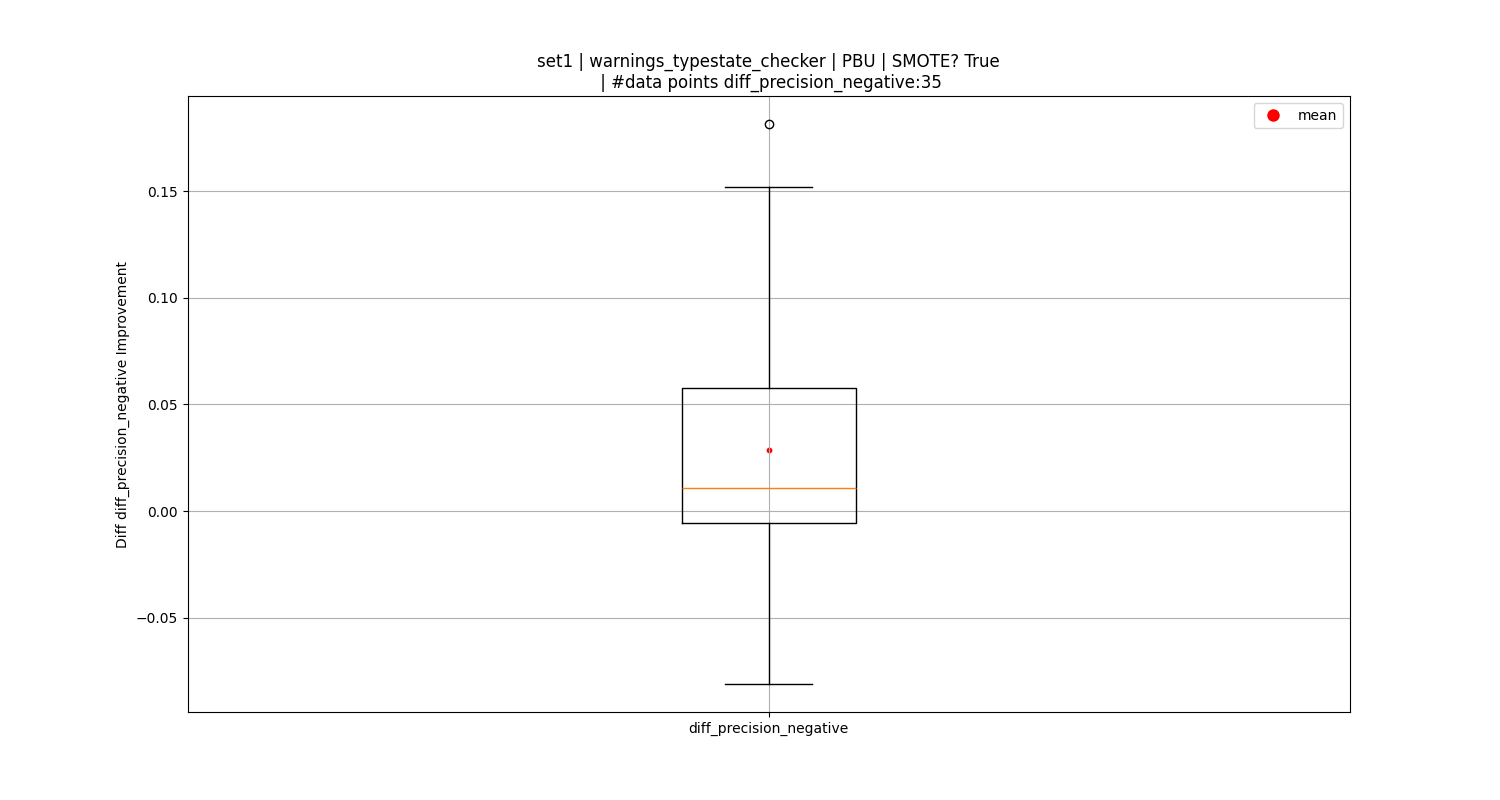 set1 | warnings_typestate_checker | PBU | SMOTE? True
| #data points diff_precision_negative:35
mean
0.15
0.10
0.05
0.00
−0.05
Diff diff_precision_negative Improvement
diff_precision_negative